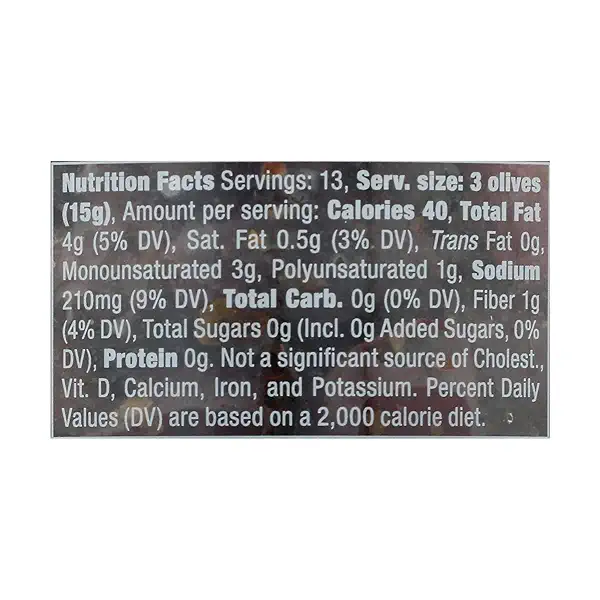 Nutrition Facts Servings: 13, Serv. size: 3 olives
(15g), Amount per serving: Calories 40, Total Fat
4g (5% DV), Sat. Fat 0.5g (3% DV), Trans Fat 0g,
Monounsaturated 3g, Polyunsaturated 1g, Sodium
210mg (9% DV), Total Carb. 0g (0% DV), Fiber 1g
(4% DV), Total Sugars 0g (Incl. 0g Added Sugars, 0%
DV), Protein 0g. Not a significant source of Cholest.,
Vit. D, Calcium, Iron, and Potassium. Percent Daily
Values (DV) are based on a 2,000 calorie diet.